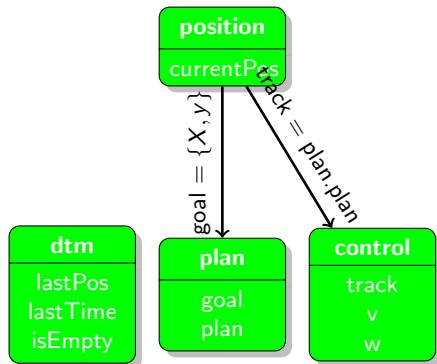 position
currentPos
goal = {X, y}
track = plan.plan
dtm
lastPos
lastTime
isEmpty
plan
goal
plan
control
track
v
w